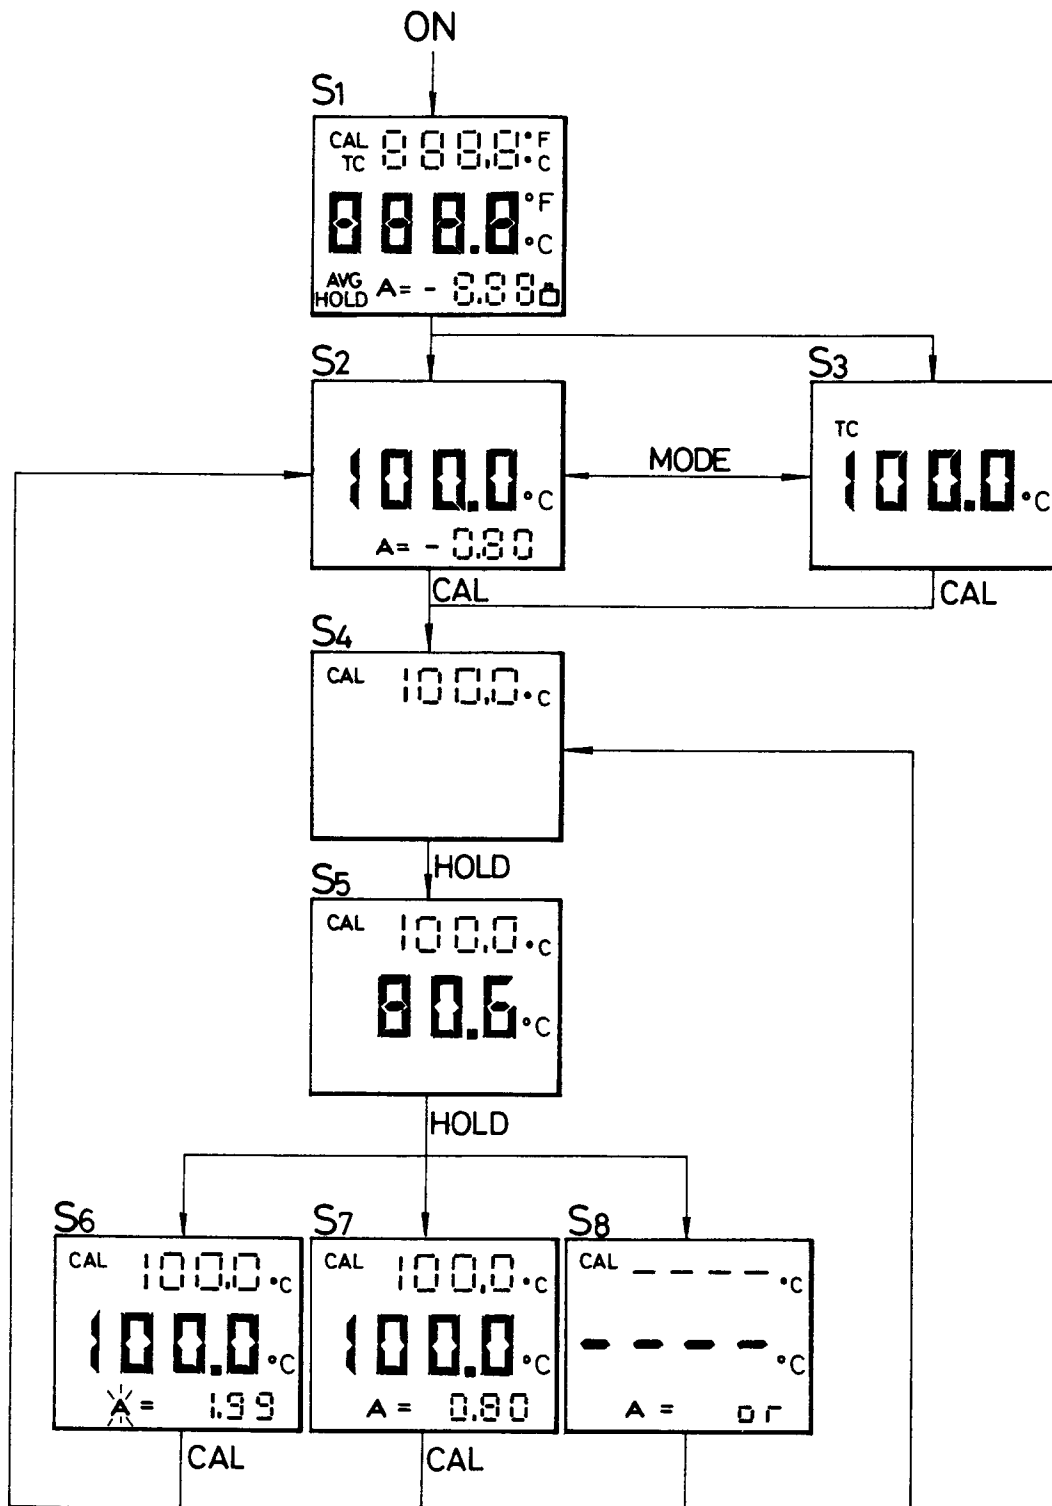 ON
S1
CAL 888.8 °F
TC °C
888.8 °F
°C
AVG
HOLD A= - 8.88
S2
100.0 °C
A= - 0.80
MODE
S3
TC
100.0 °C
CAL
CAL
S4
CAL 100.0 °C
HOLD
S5
CAL 100.0 °C
80.6 °C
HOLD
S6
CAL 100.0 °C
100.0 °C
A = 1.99
CAL
S7
CAL 100.0 °C
100.0 °C
A = 0.80
CAL
S8
CAL ---- °C
---- °C
A = or